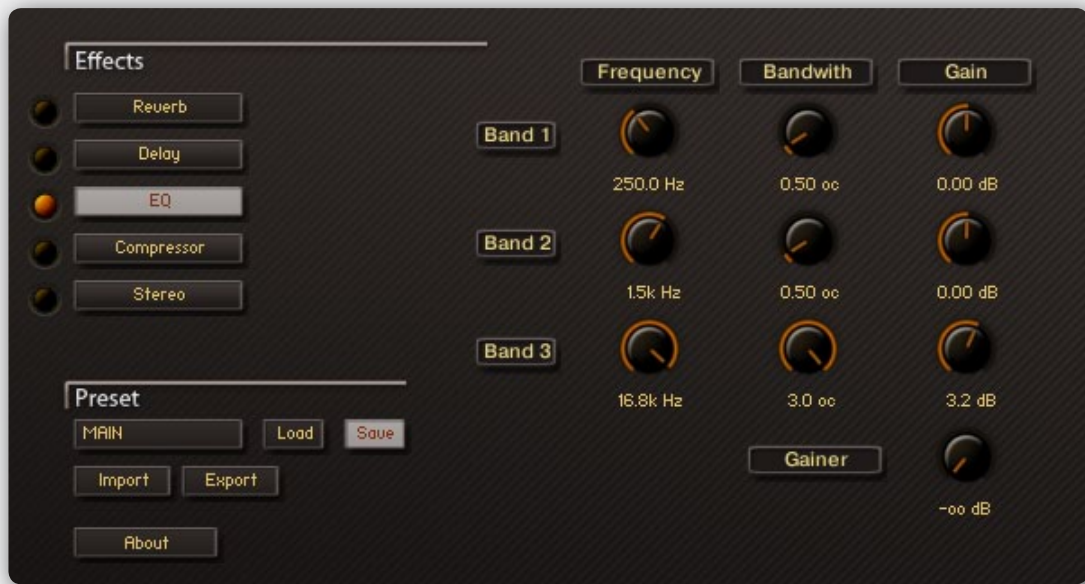 Effects
Reverb
Delay
EQ
Compressor
Stereo
Preset
MAIN
Load
Save
Import
Export
About
Frequency
Bandwith
Gain
Band 1
250.0 Hz
0.50 oc
0.00 dB
Band 2
1.5k Hz
0.50 oc
0.00 dB
Band 3
16.8k Hz
3.0 oc
3.2 dB
Gainer
-oo dB